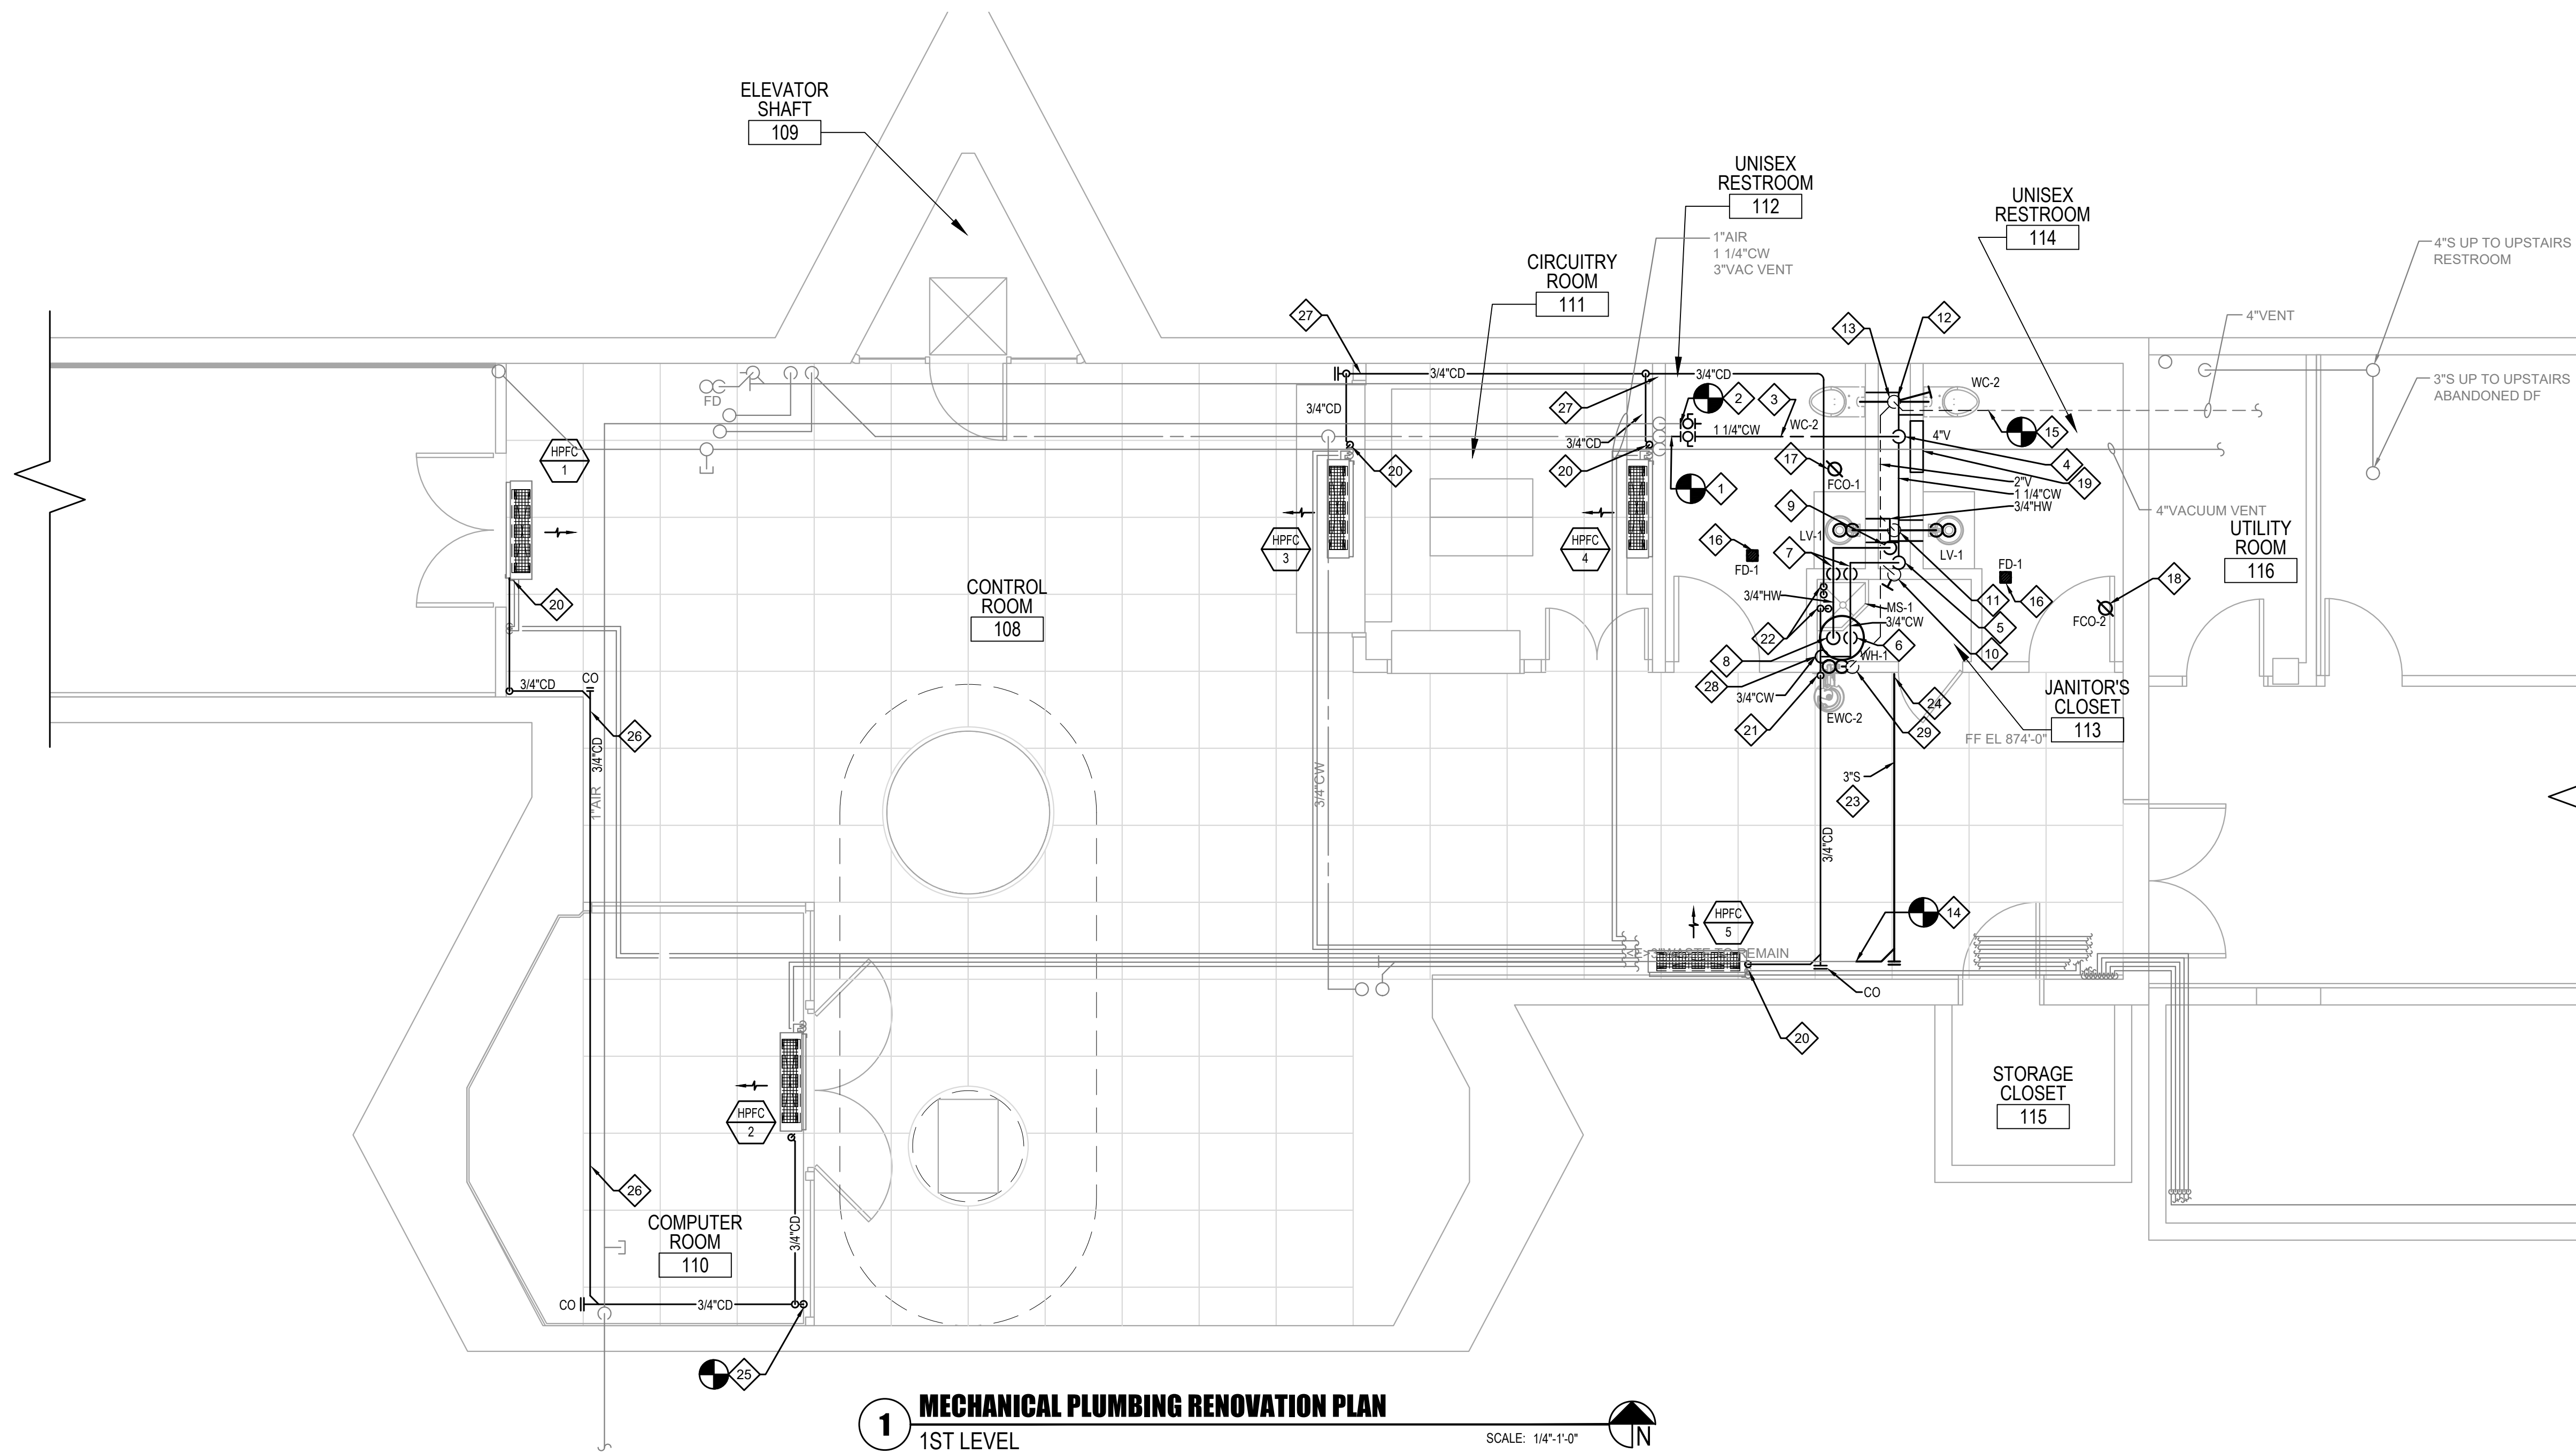 ELEVATOR
SHAFT
109
UNISEX
RESTROOM
112
UNISEX
RESTROOM
114
1"AIR
1 1/4"CW
3"VAC VENT
CIRCUITRY
ROOM
111
4"S UP TO UPSTAIRS
RESTROOM
4"VENT
3"S UP TO UPSTAIRS
ABANDONED DF
27
13
12
3/4"CD
3/4"CD
WC-2
FD
3/4"CD
27
2
3
WC-2
1 1/4"CW
4"V
15
3/4"CD
HPFC
1
20
20
17
4
FCO-1
19
1
2"V
1 1/4"CW
3/4"HW
9
4"VACUUM VENT
UTILITY
ROOM
116
HPFC
3
HPFC
4
16
LV-1
7
LV-1
FD-1
FD-1
18
CONTROL
ROOM
108
20
3/4"HW
MS-1
11
16
3/4"CW
FCO-2
5
22
6
10
8
WH-1
28
3/4"CW
CO
3/4"CD
EWC-2
24
JANITOR'S
CLOSET
113
26
21
29
FF EL 874'-0"
3/4"CD
1"AIR
3/4"CW
3"S
23
3/4"CD
HPFC
5
14
<E>3"WASTE TO REMAIN
CO
20
HPFC
2
STORAGE
CLOSET
115
26
COMPUTER
ROOM
110
3/4"CD
CO
3/4"CD
25
1
MECHANICAL PLUMBING RENOVATION PLAN
1ST LEVEL
SCALE: 1/4"-1'-0"
N